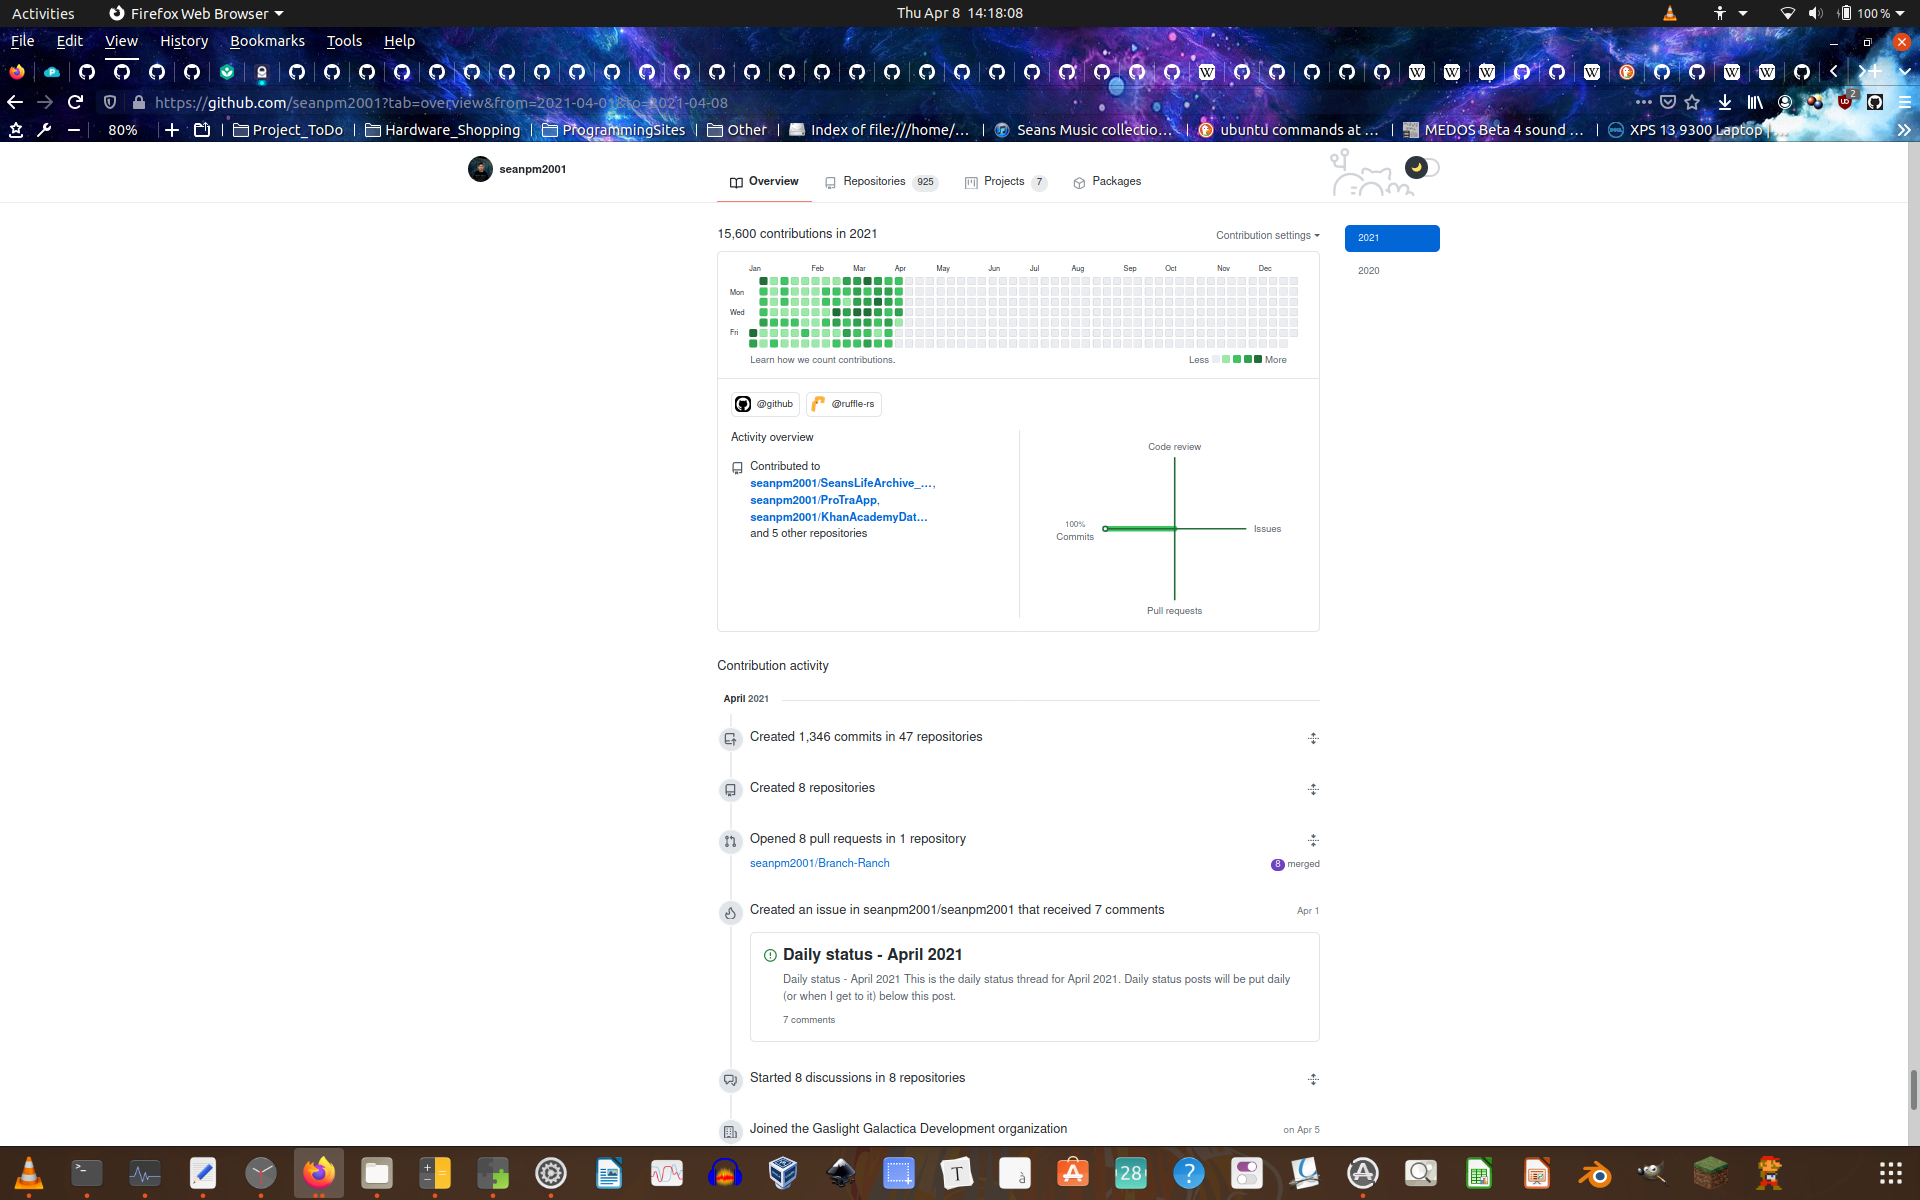 Activities
Firefox Web Browser
Thu Apr 8 14:18:08
100 %
File Edit View History Bookmarks Tools Help
https://github.com/seanpm2001?tab=overview&from=2021-04-01&to=2021-04-08
2
80%
Project_ToDo
Hardware_Shopping
ProgrammingSites
Other
Index of file:///home/...
Seans Music collectio...
ubuntu commands at ...
MEDOS Beta 4 sound ...
XPS 13 9300 Laptop | ...
seanpm2001
Overview
Repositories 925
Projects 7
Packages
15,600 contributions in 2021
Contribution settings
2021
2020
Jan Feb Mar Apr May Jun Jul Aug Sep Oct Nov Dec
Mon
Wed
Fri
Learn how we count contributions.
Less More
@github
@ruffle-rs
Activity overview
Contributed to
seanpm2001/SeansLifeArchive_...,
seanpm2001/ProTraApp,
seanpm2001/KhanAcademyDat...
and 5 other repositories
Code review
100%
Commits
Issues
Pull requests
Contribution activity
April 2021
Created 1,346 commits in 47 repositories
Created 8 repositories
Opened 8 pull requests in 1 repository
seanpm2001/Branch-Ranch
8 merged
Created an issue in seanpm2001/seanpm2001 that received 7 comments
Apr 1
Daily status - April 2021
Daily status - April 2021 This is the daily status thread for April 2021. Daily status posts will be put daily
(or when I get to it) below this post.
7 comments
Started 8 discussions in 8 repositories
Joined the Gaslight Galactica Development organization
on Apr 5